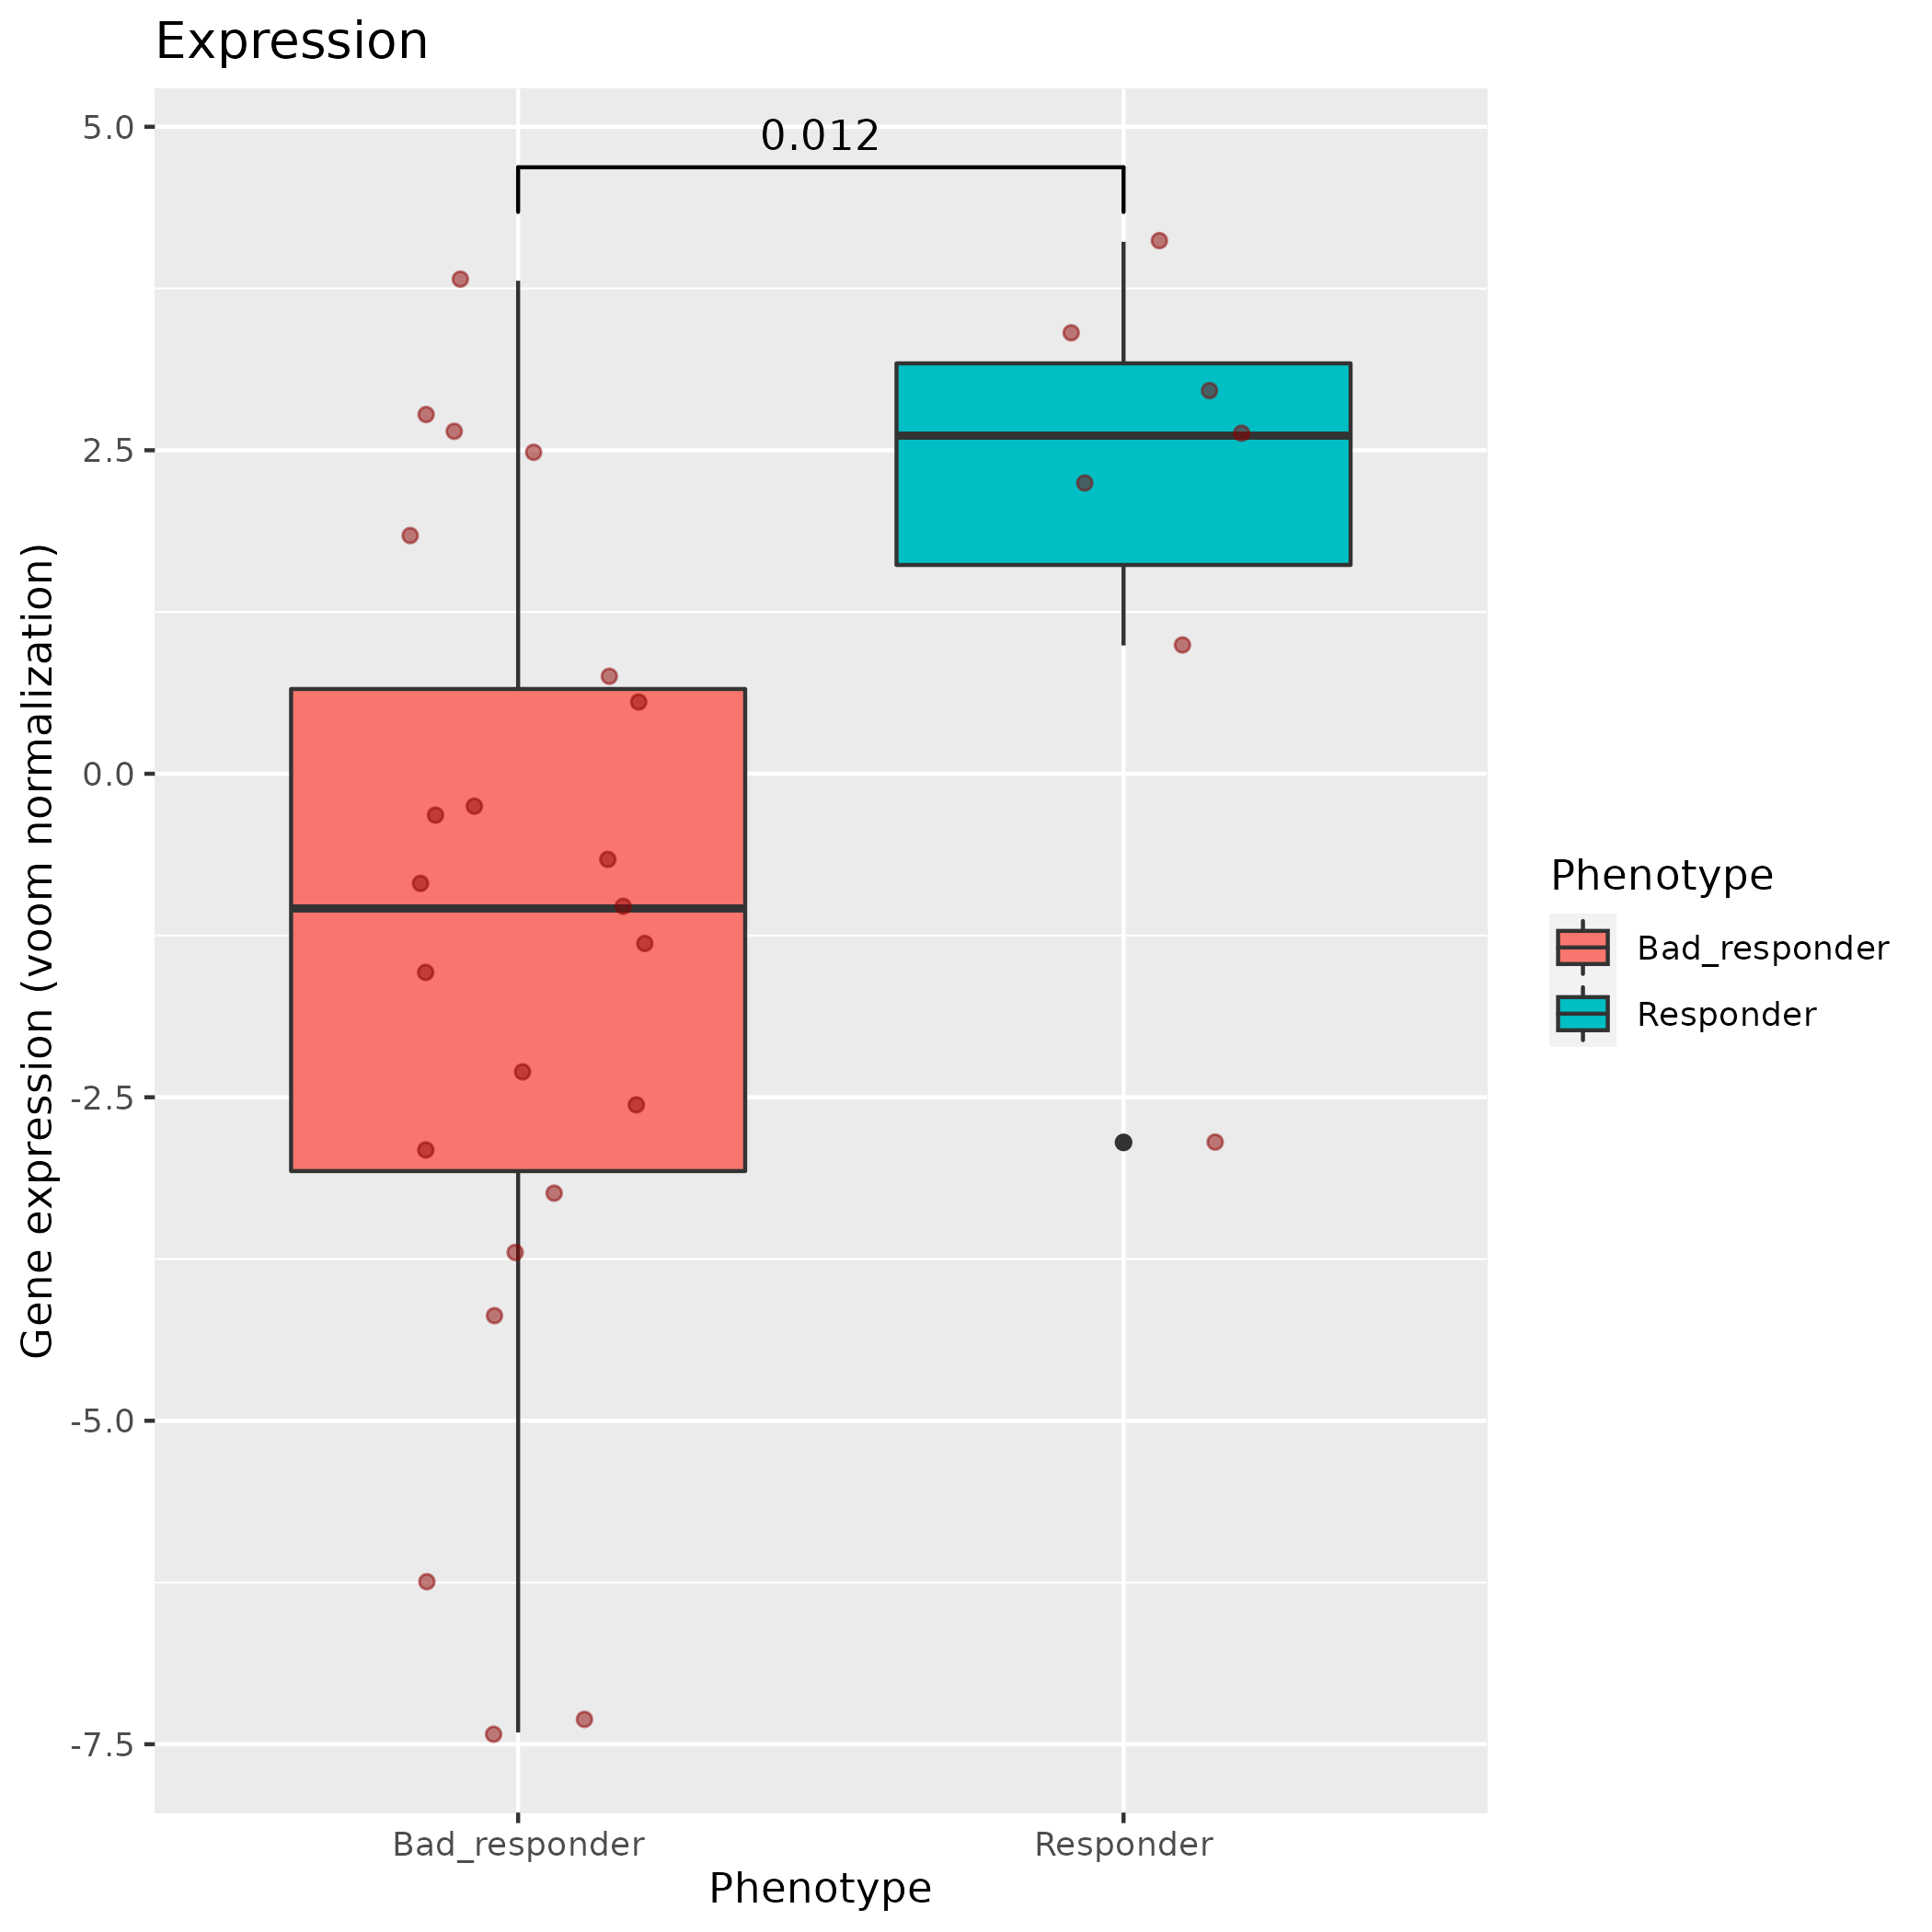 Expression
0.012
5.0
2.5
0.0
-2.5
-5.0
-7.5
Gene expression (voom normalization)
Bad_responder
Responder
Phenotype
Phenotype
Bad_responder
Responder